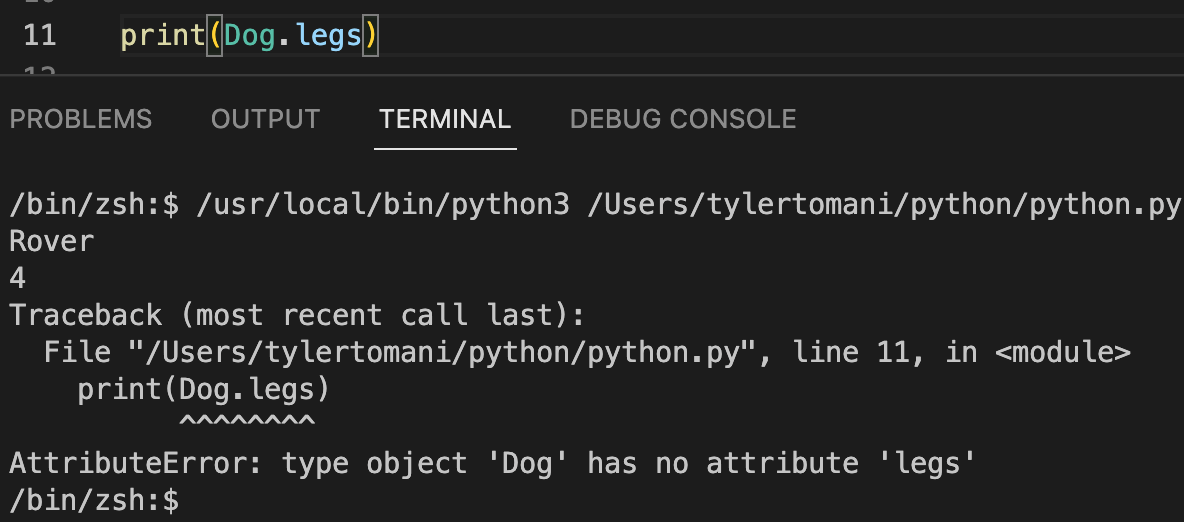 11 print(Dog.legs)
PROBLEMS OUTPUT TERMINAL DEBUG CONSOLE
/bin/zsh:$ /usr/local/bin/python3 /Users/tylertomani/python/python.py
Rover
4
Traceback (most recent call last):
  File "/Users/tylertomani/python/python.py", line 11, in <module>
    print(Dog.legs)
          ^^^^^^^^
AttributeError: type object 'Dog' has no attribute 'legs'
/bin/zsh:$